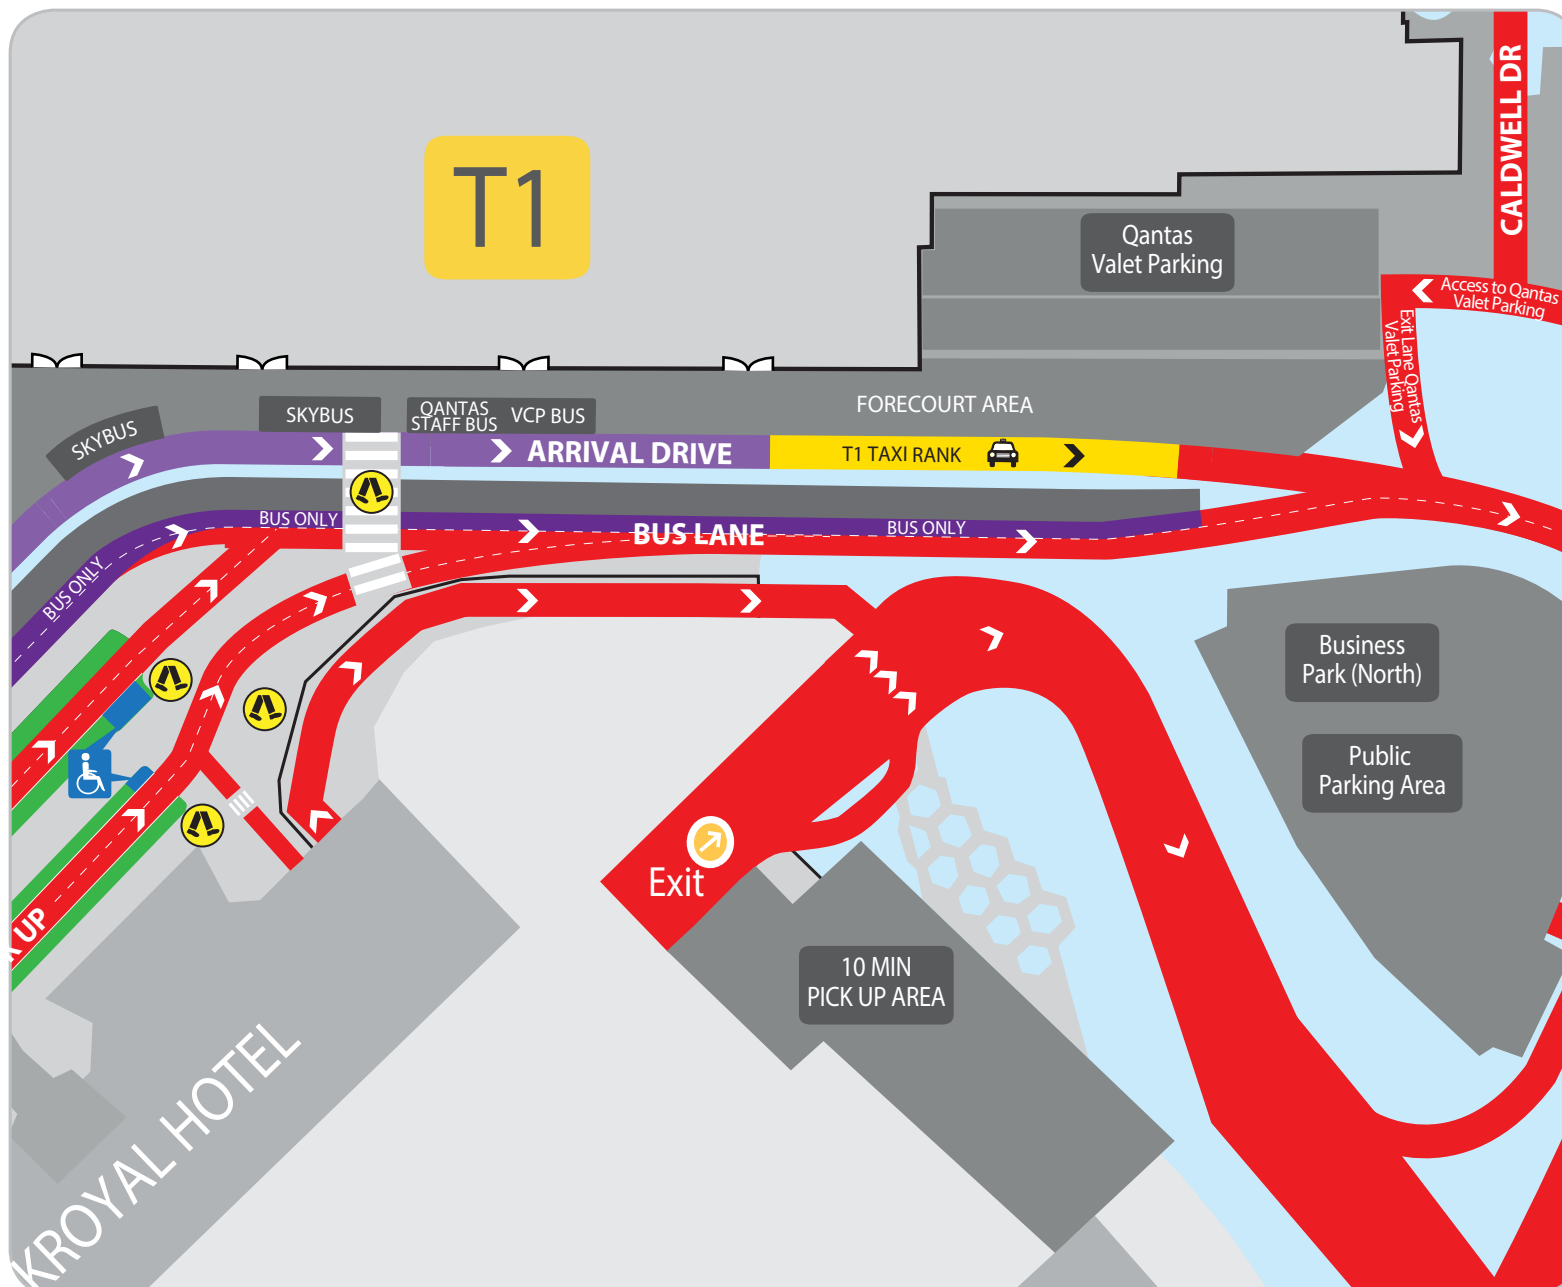 T1
CALDWELL DR
Qantas
Valet Parking
Access to Qantas
Valet Parking
Exit Lane Qantas
Valet Parking
FORECOURT AREA
SKYBUS
SKYBUS
QANTAS
STAFF BUS
VCP BUS
ARRIVAL DRIVE
T1 TAXI RANK
BUS ONLY
BUS LANE
BUS ONLY
BUS ONLY
Business
Park (North)
Public
Parking Area
Exit
10 MIN
PICK UP AREA
K UP
KROYAL HOTEL